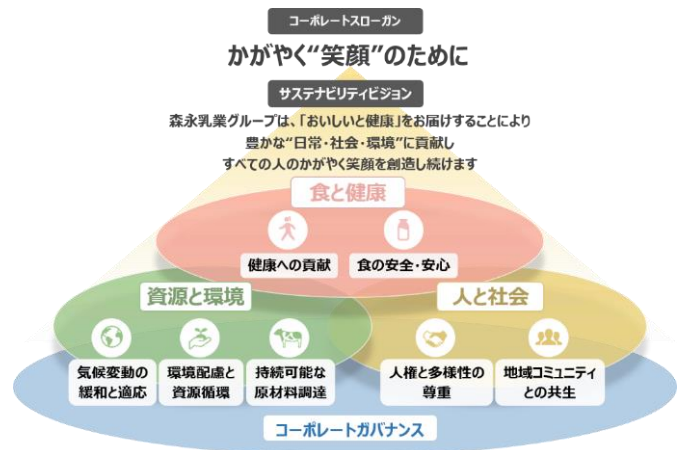 コーポレートスローガン
かがやく“笑顔”のために
サステナビリティビジョン
森永乳業グループは、「おいしいと健康」をお届けすることにより
豊かな“日常・社会・環境”に貢献し
すべての人のかがやく笑顔を創造し続けます
食と健康
健康への貢献
食の安全・安心
資源と環境
人と社会
気候変動の
緩和と適応
環境配慮と
資源循環
持続可能な
原材料調達
人権と多様性の
尊重
地域コミュニティ
との共生
コーポレートガバナンス